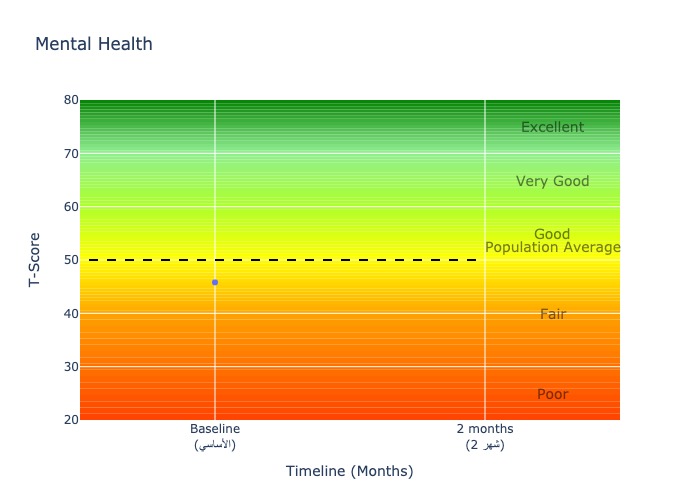 Mental Health
80
70
60
50
40
30
20
T-Score
Excellent
Very Good
Good
Population Average
Fair
Poor
Baseline
(الأساسي)
2 months
(2 شهر)
Timeline (Months)